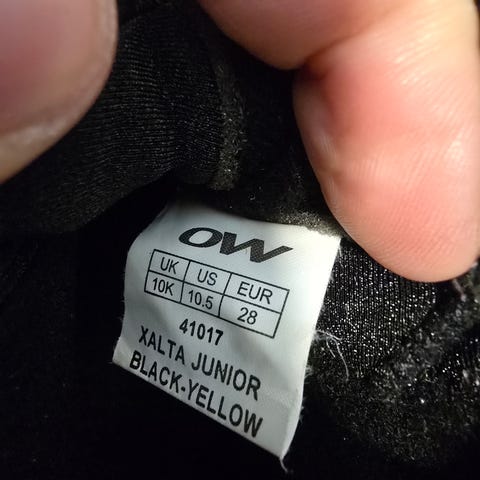 OW
UK US EUR
10K 10.5 28
41017
XALTA JUNIOR
BLACK-YELLOW